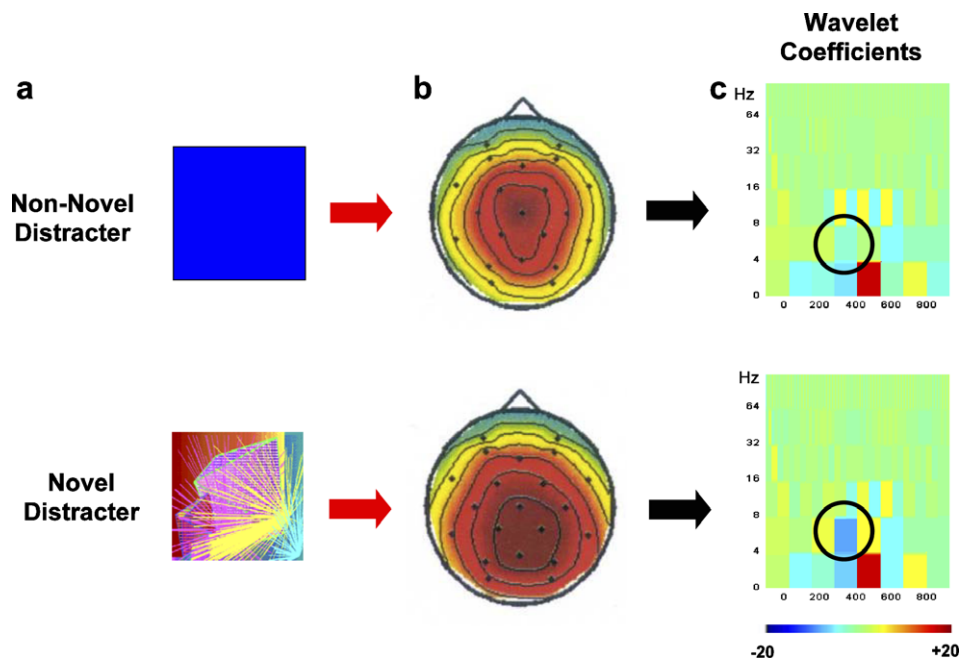 Wavelet
Coefficients
a
b
c
Hz
64
32
16
8
4
0
0 200 400 600 800
Non-Novel
Distracter
Hz
64
32
16
8
4
0
0 200 400 600 800
Novel
Distracter
-20 +20